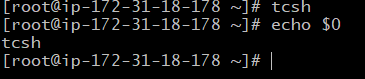 [root@ip-172-31-18-178 ~]# tcsh
[root@ip-172-31-18-178 ~]# echo $0
tcsh
[root@ip-172-31-18-178 ~]#